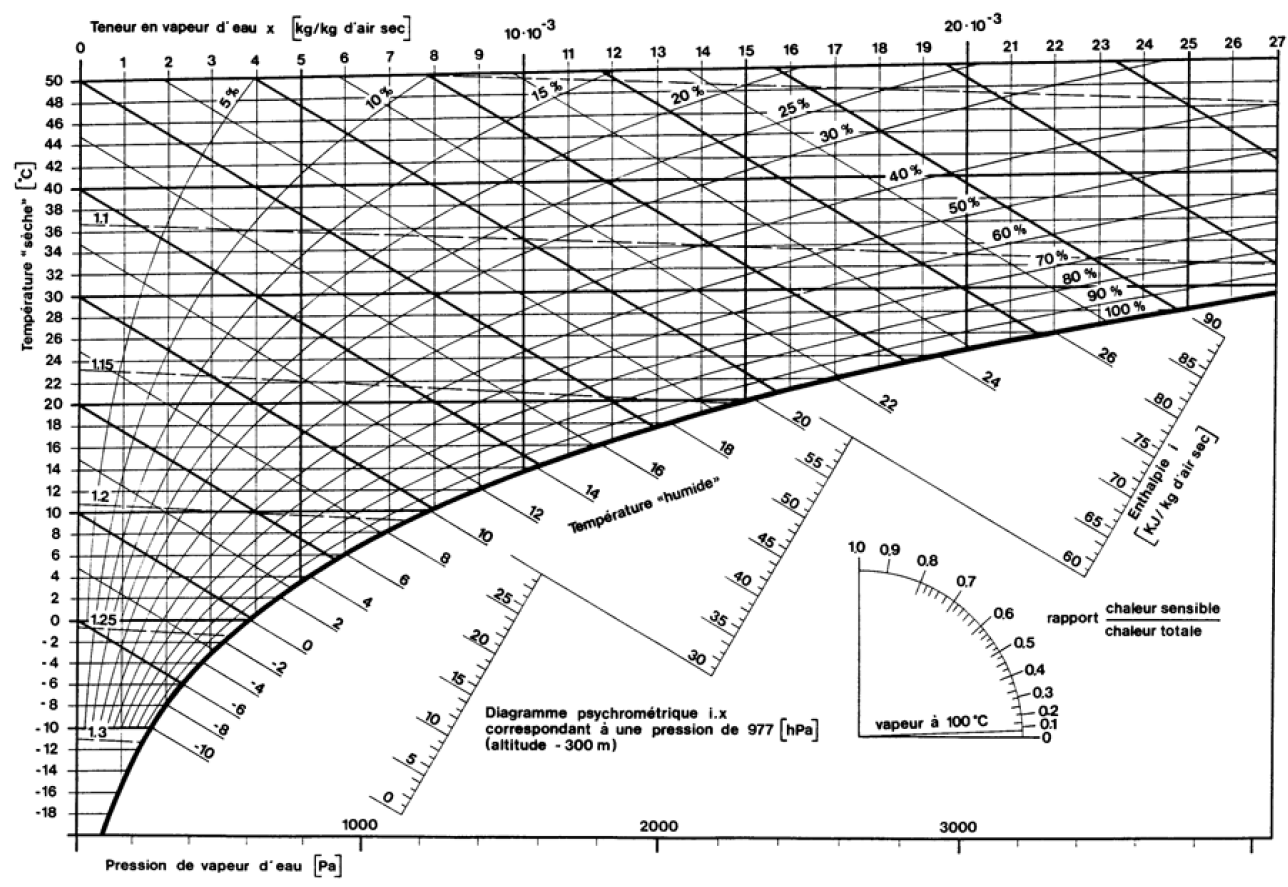 Teneur en vapeur d'eau x [kg/kg d'air sec]
10·10⁻³
20·10⁻³
0 1 2 3 4 5 6 7 8 9 11 12 13 14 15 16 17 18 19 21 22 23 24 25 26 27
5 % 10 % 15 % 20 % 25 % 30 % 40 % 50 % 60 % 70 % 80 % 90 % 100 %
Température "sèche" [°C]
50
48
46
44
42
40
38
36
34
32
30
28
26
24
22
20
18
16
14
12
10
8
6
4
2
0
-2
-4
-6
-8
-10
-12
-14
-16
-18
1.1
1.15
1.2
1.25
1.3
-10 -8 -6 -4 -2 0 2 4 6 8 10 12 14 16 18 20 22 24 26
Température «humide»
0 5 10 15 20 25
30 35 40 45 50 55
60 65 70 75 80 85 90
Enthalpie i
[KJ/kg d'air sec]
1.0 0.9 0.8 0.7 0.6 0.5 0.4 0.3 0.2 0.1 0
rapport chaleur sensible
chaleur totale
vapeur à 100°C
Diagramme psychrométrique i.x
correspondant à une pression de 977 [hPa]
(altitude - 300 m)
1000 2000 3000
Pression de vapeur d'eau [Pa]